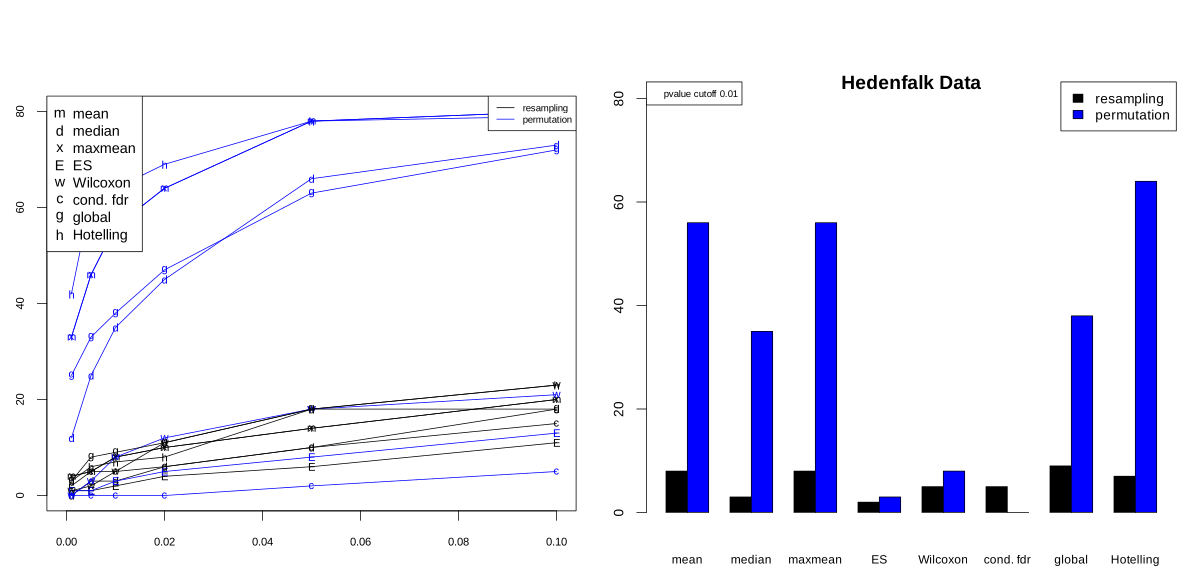 Hedenfalk Data
m mean
d median
x maxmean
E ES
w Wilcoxon
c cond. fdr
g global
h Hotelling
resampling
permutation
80
60
40
20
0
0.00 0.02 0.04 0.06 0.08 0.10
pvalue cutoff 0.01
resampling
permutation
80
60
40
20
0
mean median maxmean ES Wilcoxon cond. fdr global Hotelling